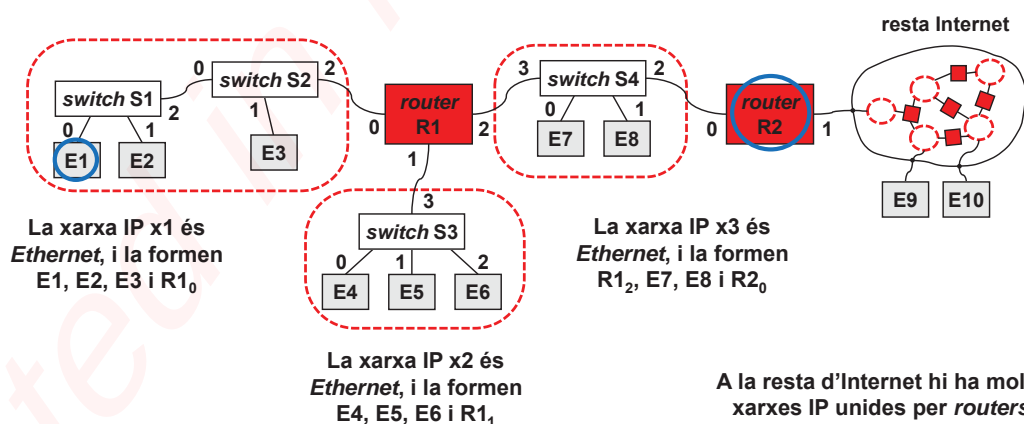 resta Internet
0
switch S2
2
3
switch S4
2
switch S1
2
router
R1
router
R2
0
1
1
0
2
0
1
0
1
E1
E2
E3
1
E7
E8
E9
E10
3
switch S3
0
1
2
E4
E5
E6
La xarxa IP x1 és
Ethernet, i la formen
E1, E2, E3 i R1₀
La xarxa IP x3 és
Ethernet, i la formen
R1₂, E7, E8 i R2₀
La xarxa IP x2 és
Ethernet, i la formen
E4, E5, E6 i R1₁
A la resta d'Internet hi ha mol
xarxes IP unides per routers